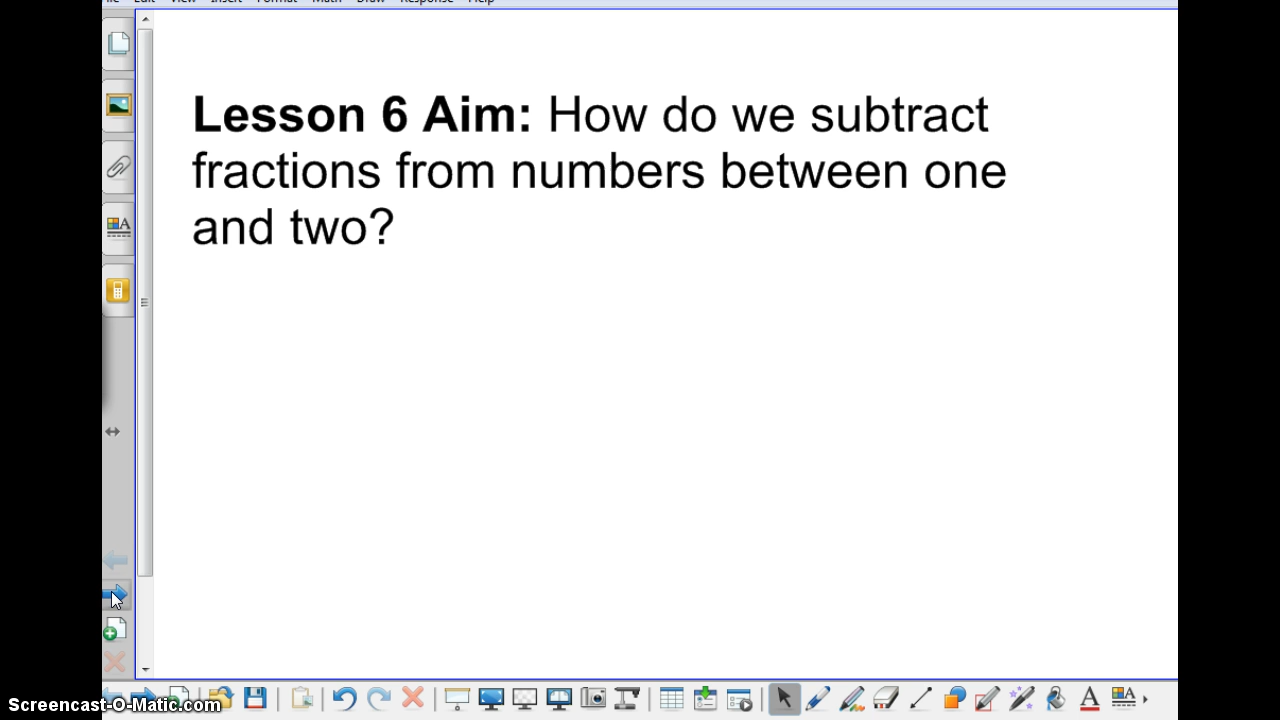 Lesson 6 Aim: How do we subtract
fractions from numbers between one
and two?
Screencast-O-Matic.com